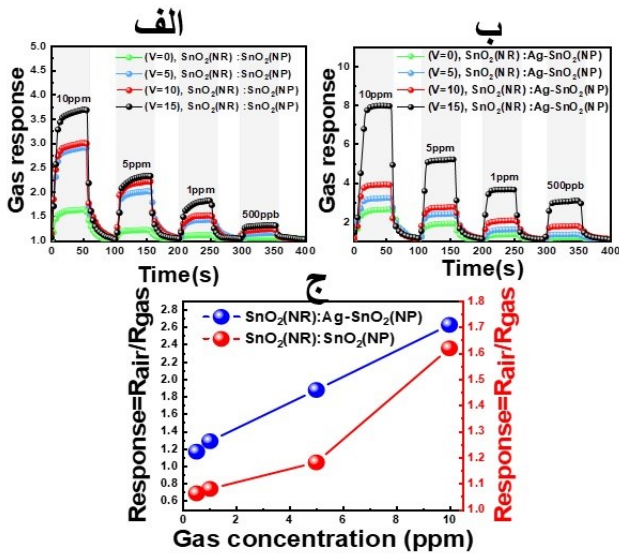 الف
Gas response
5.0
4.5
4.0
3.5
3.0
2.5
2.0
1.5
1.0
(V=0), SnO₂(NR) :SnO₂(NP)
(V=5), SnO₂(NR) :SnO₂(NP)
(V=10), SnO₂(NR) :SnO₂(NP)
(V=15), SnO₂(NR) :SnO₂(NP)
10ppm
5ppm
1ppm
500ppb
0 50 100 150 200 250 300 350 400
Time(s)
ب
Gas response
10
8
6
4
2
(V=0), SnO₂(NR):Ag-SnO₂(NP)
(V=5), SnO₂(NR):Ag-SnO₂(NP)
(V=10), SnO₂(NR):Ag-SnO₂(NP)
(V=15), SnO₂(NR):Ag-SnO₂(NP)
10ppm
5ppm
1ppm
500ppb
0 50 100 150 200 250 300 350 400
Time(s)
ج
Response=Rair/Rgas
2.8
2.6
2.4
2.2
2.0
1.8
1.6
1.4
1.2
1.0
0.8
0.6
SnO₂(NR):Ag-SnO₂(NP)
SnO₂(NR):SnO₂(NP)
1.8
1.7
1.6
1.5
1.4
1.3
1.2
1.1
1.0
Response=Rair/Rgas
0 2 4 6 8 10
Gas concentration (ppm)